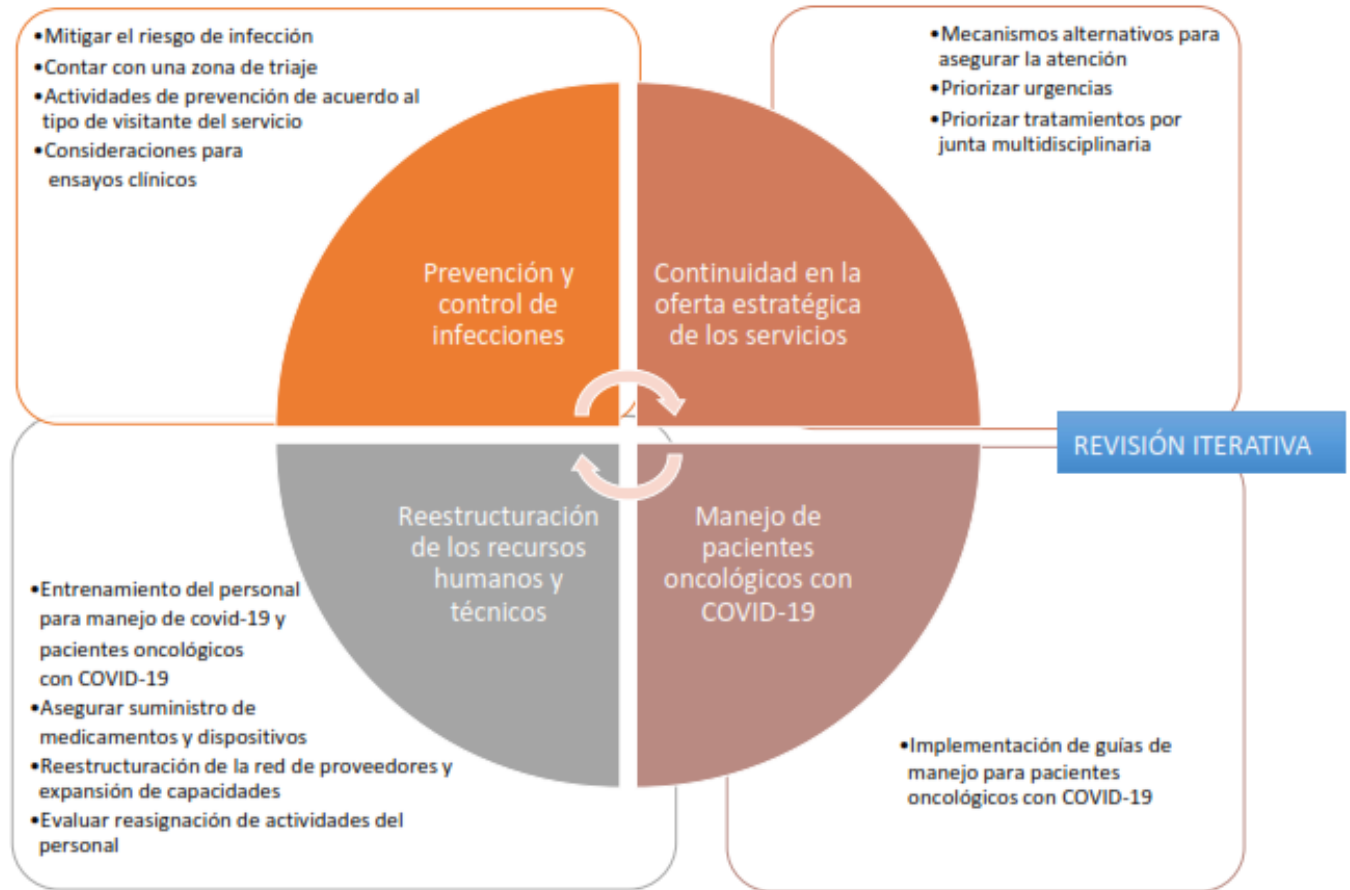 •Mitigar el riesgo de infección
•Contar con una zona de triaje
•Actividades de prevención de acuerdo al
tipo de visitante del servicio
•Consideraciones para
ensayos clínicos
•Mecanismos alternativos para
asegurar la atención
•Priorizar urgencias
•Priorizar tratamientos por
junta multidisciplinaria
Prevención y
control de
infecciones
Continuidad en la
oferta estratégica
de los servicios
REVISIÓN ITERATIVA
Reestructuración
de los recursos
humanos y
técnicos
Manejo de
pacientes
oncológicos con
COVID-19
•Entrenamiento del personal
para manejo de covid-19 y
pacientes oncológicos
con COVID-19
•Asegurar suministro de
medicamentos y dispositivos
•Reestructuración de la red de proveedores y
expansión de capacidades
•Evaluar reasignación de actividades del
personal
•Implementación de guías de
manejo para pacientes
oncológicos con COVID-19